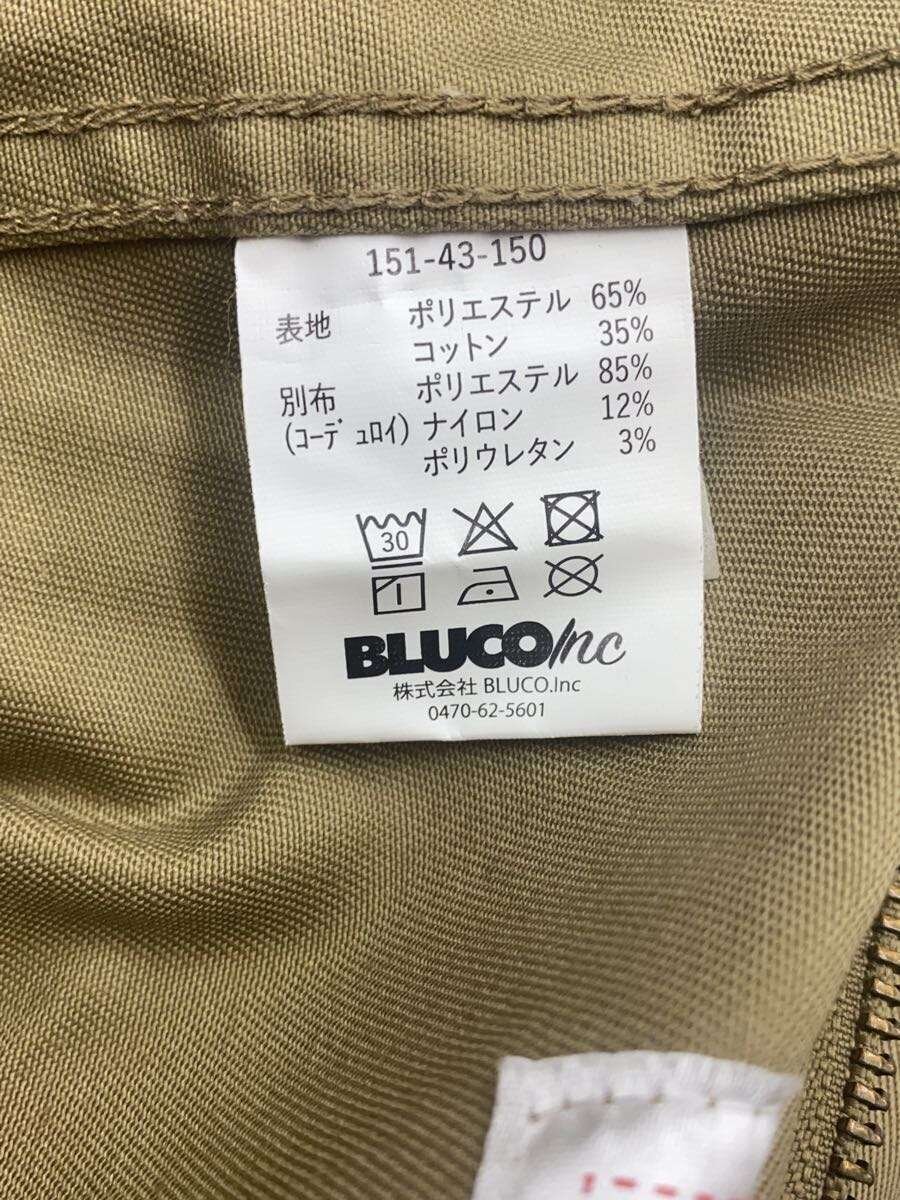 151-43-150
表地 ポリエステル 65%
コットン 35%
別布 ポリエステル 85%
(ｺｰﾃﾞｭﾛｲ) ナイロン 12%
ポリウレタン 3%
30
BLUCO Inc
株式会社 BLUCO.Inc
0470-62-5601